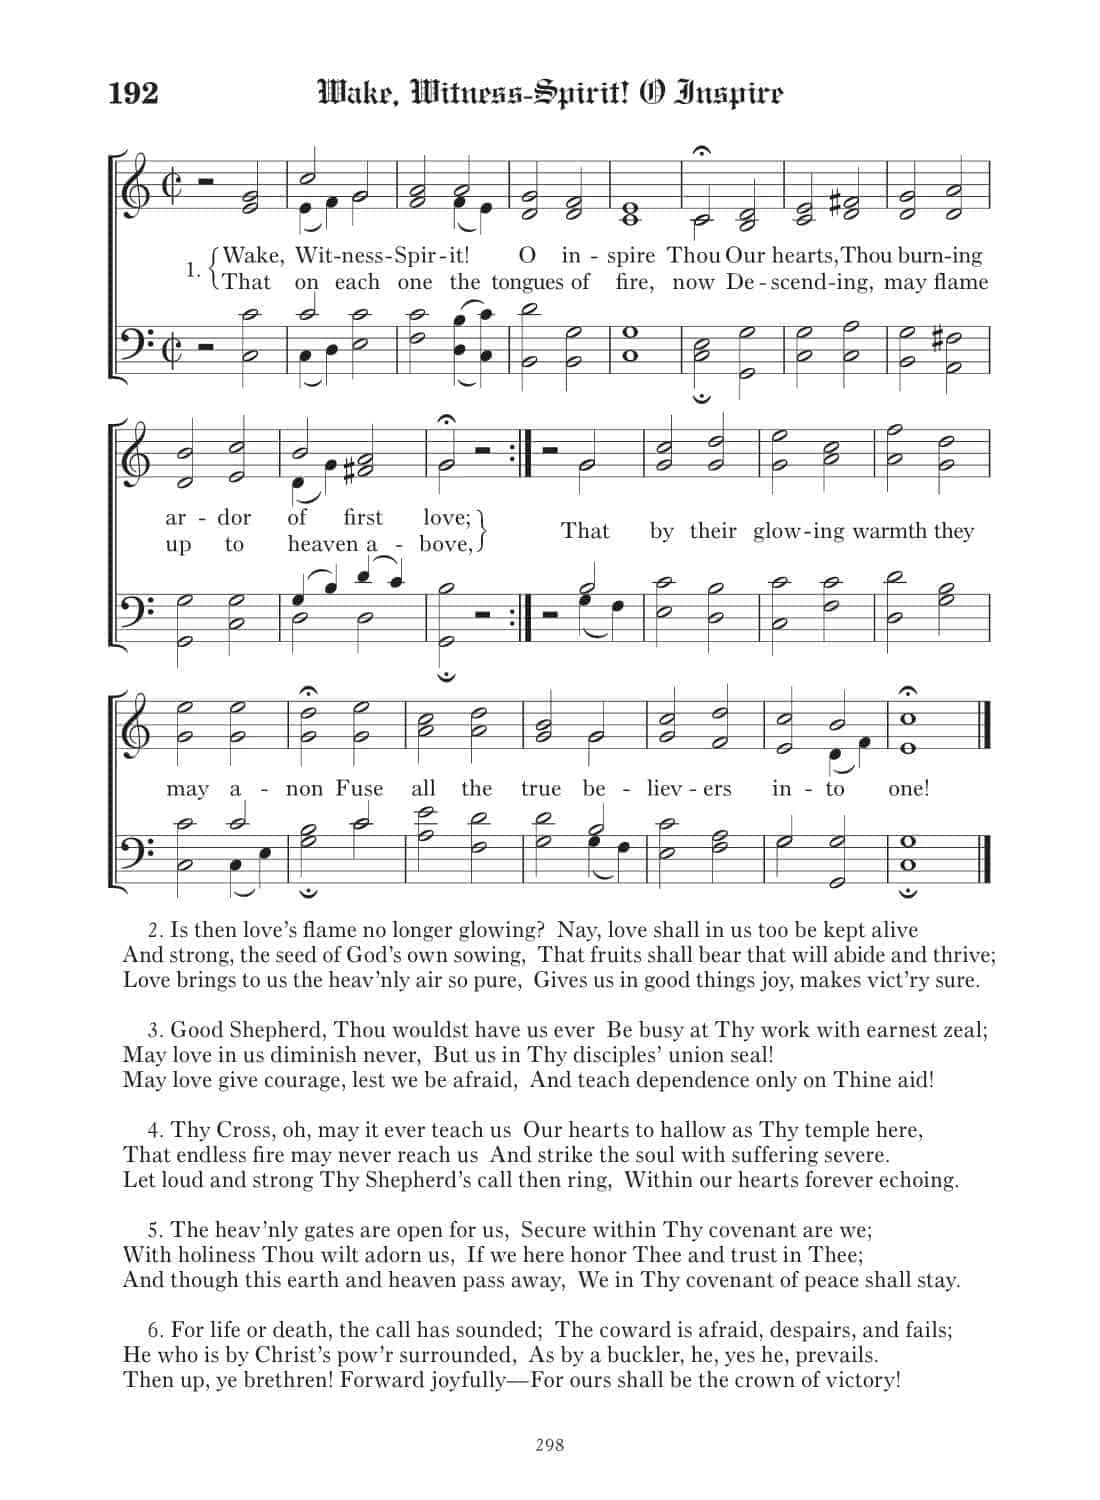 192 Wake, Witness-Spirit! O Inspire
1. { Wake, Wit-ness-Spir-it! O in - spire Thou Our hearts, Thou burn-ing
That on each one the tongues of fire, now De - scend-ing, may flame
ar - dor of first love; }
up to heaven a - bove,
That by their glow-ing warmth they
may a - non Fuse all the true be - liev - ers in - to one!
2. Is then love’s flame no longer glowing? Nay, love shall in us too be kept alive
And strong, the seed of God’s own sowing, That fruits shall bear that will abide and thrive;
Love brings to us the heav’nly air so pure, Gives us in good things joy, makes vict’ry sure.
3. Good Shepherd, Thou wouldst have us ever Be busy at Thy work with earnest zeal;
May love in us diminish never, But us in Thy disciples’ union seal!
May love give courage, lest we be afraid, And teach dependence only on Thine aid!
4. Thy Cross, oh, may it ever teach us Our hearts to hallow as Thy temple here,
That endless fire may never reach us And strike the soul with suffering severe.
Let loud and strong Thy Shepherd’s call then ring, Within our hearts forever echoing.
5. The heav’nly gates are open for us, Secure within Thy covenant are we;
With holiness Thou wilt adorn us, If we here honor Thee and trust in Thee;
And though this earth and heaven pass away, We in Thy covenant of peace shall stay.
6. For life or death, the call has sounded; The coward is afraid, despairs, and fails;
He who is by Christ’s pow’r surrounded, As by a buckler, he, yes he, prevails.
Then up, ye brethren! Forward joyfully—For ours shall be the crown of victory!
298